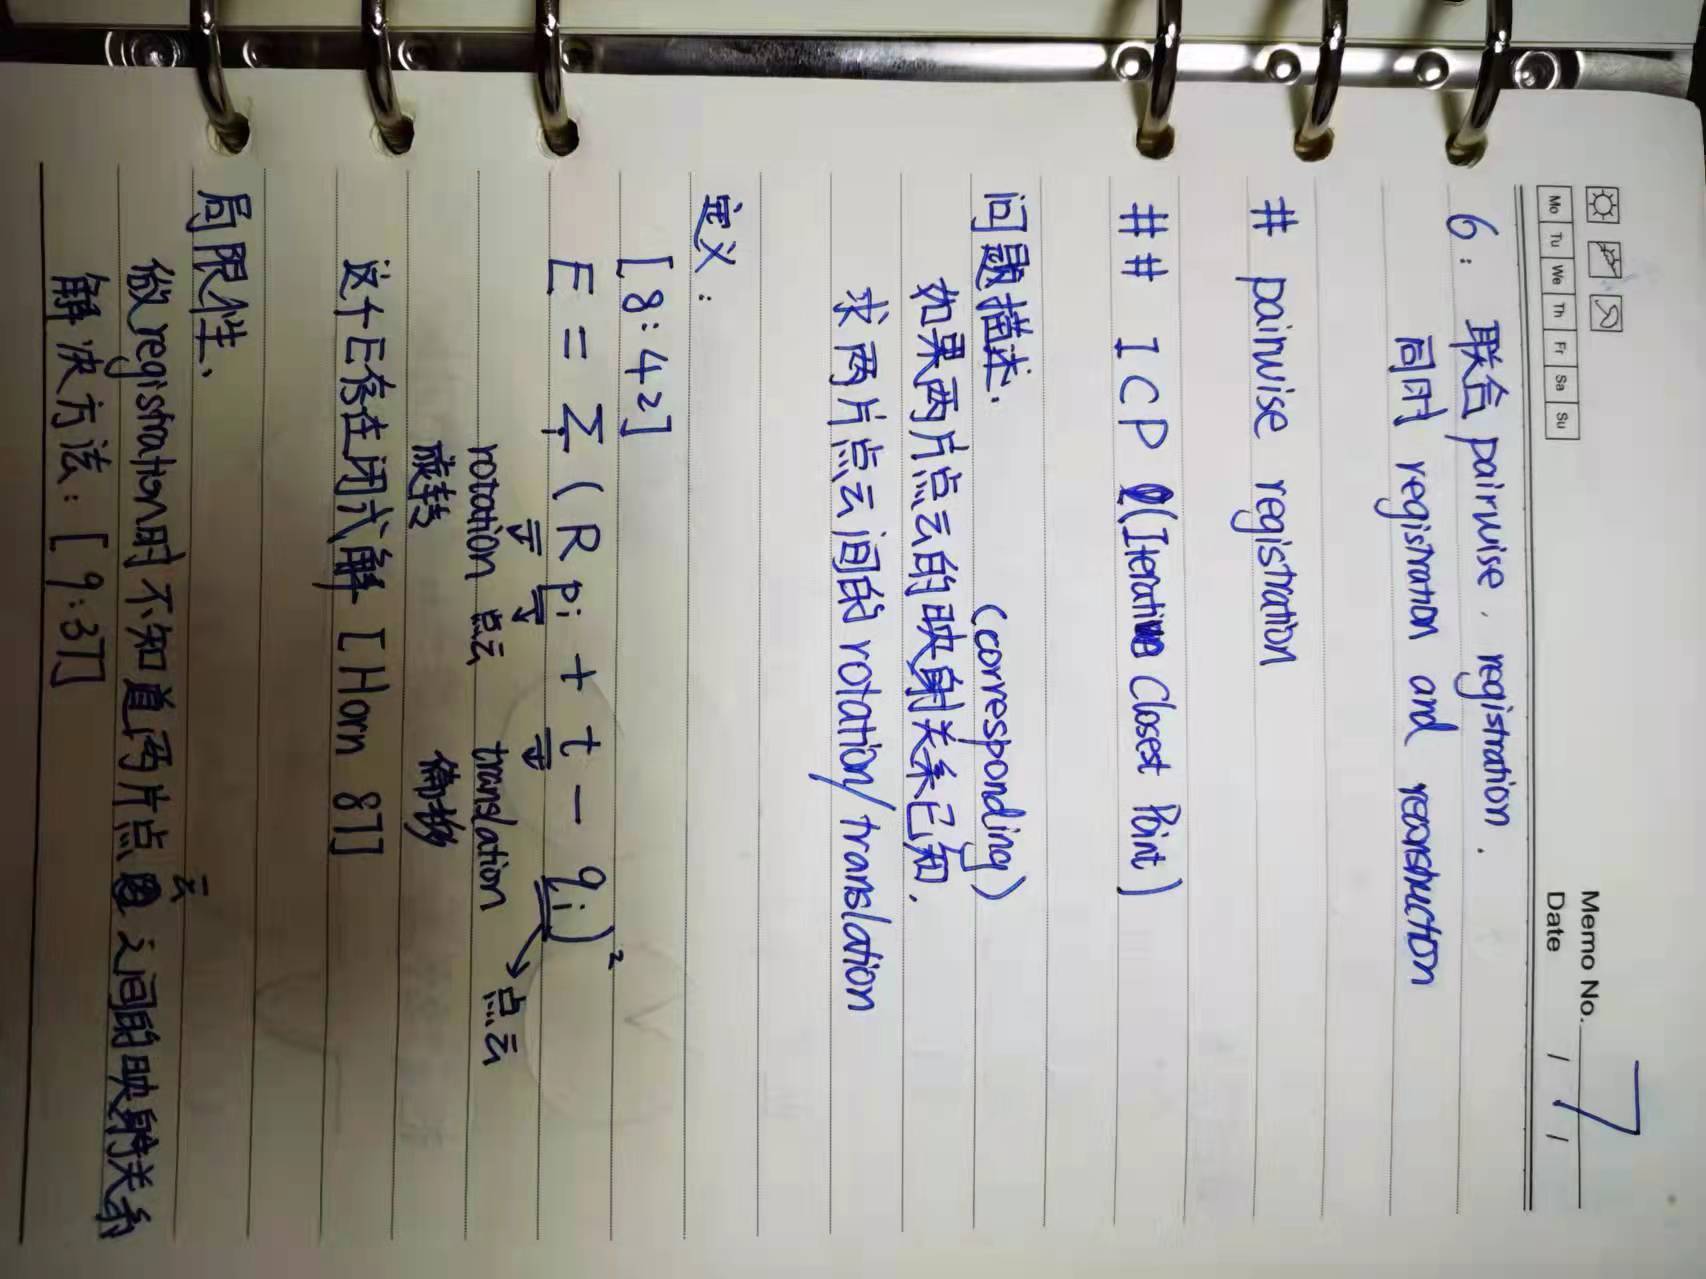 Mo Tu We Th Fr Sa Su
Memo No. 7
Date / /
6: 联合 pairwise . registration .
同时 registration and reconstruction
# pairwise registration
## ICP (Iterative Closest Point)
问题描述.
(corresponding)
如果两片点云的映射关系已知.
求两片点云间的 rotation/translation
定义:
[8:42]
E = Σi (R pi + t - qi)²
rotation 点云 translation 点云
旋转 偏移
这个E存在闭式解 [Horn 87]
局限性、
做registration时不知道两片点云之间的映射关系
解决方法: [9:37]